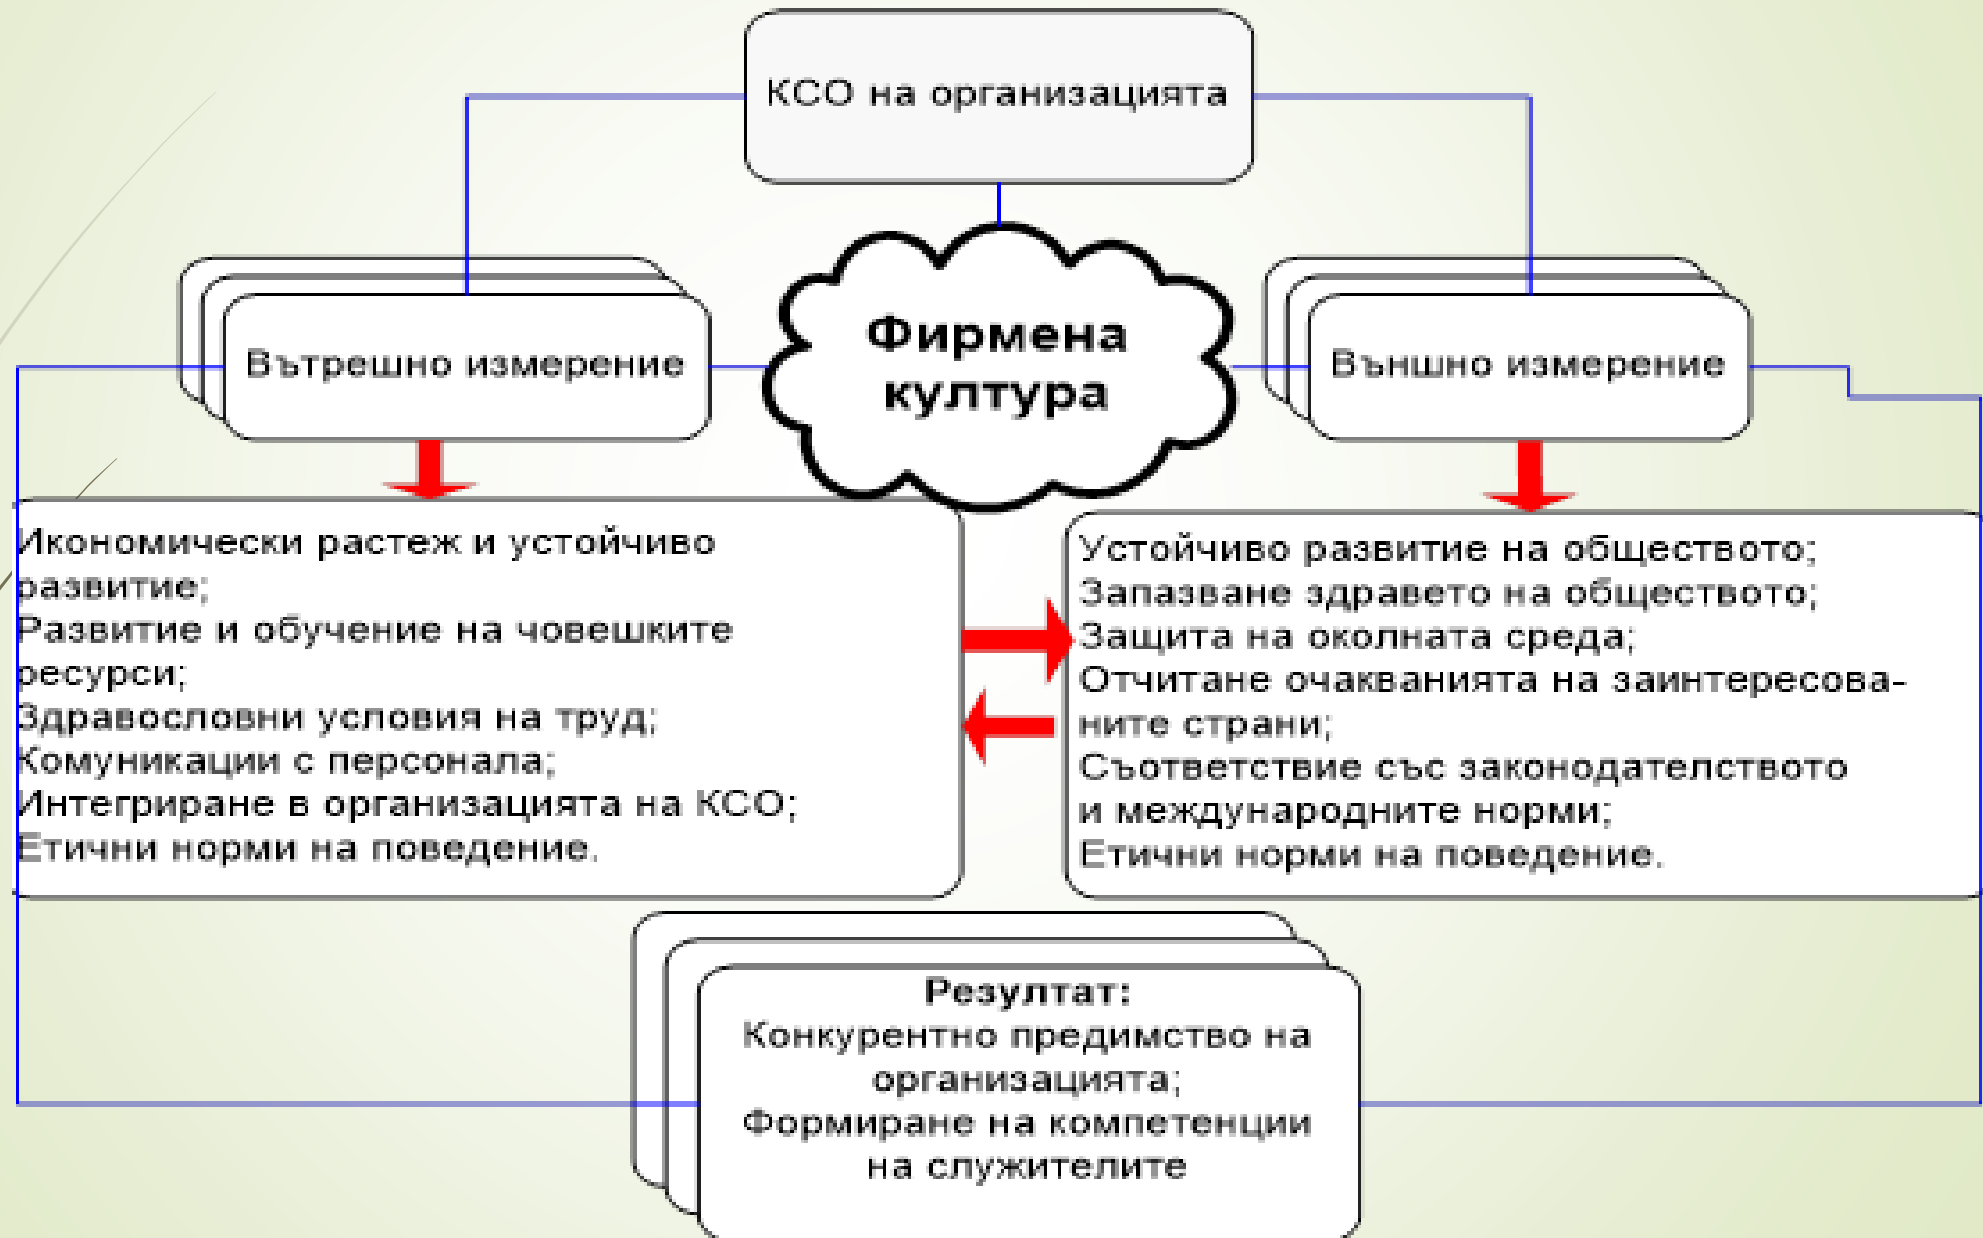 КСО на организацията
Вътрешно измерение
Фирмена
култура
Външно измерение
Икономически растеж и устойчиво
развитие;
Развитие и обучение на човешките
ресурси;
Здравословни условия на труд;
Комуникации с персонала;
Интегриране в организацията на КСО;
Етични норми на поведение.
Устойчиво развитие на обществото;
Запазване здравето на обществото;
Защита на околната среда;
Отчитане очакванията на заинтересова-
ните страни;
Съответствие със законодателството
и международните норми;
Етични норми на поведение.
Резултат:
Конкурентно предимство на
организацията;
Формиране на компетенции
на служителите